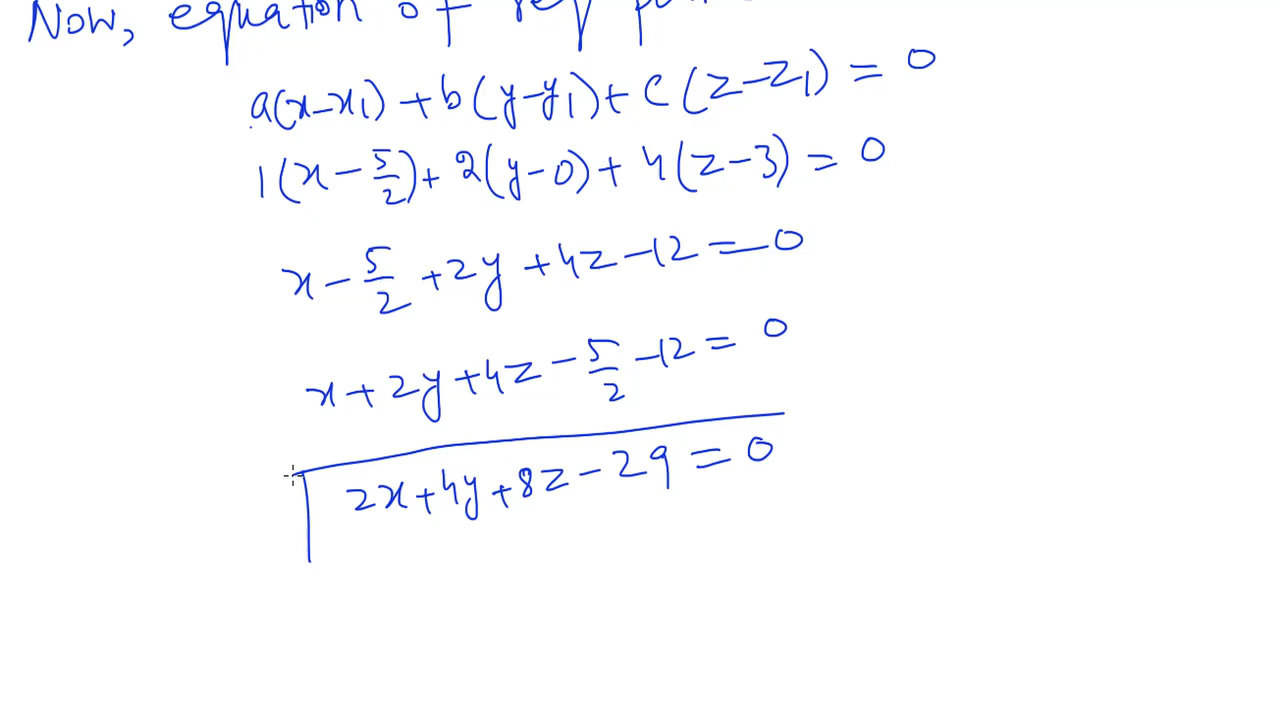 Now, equation of req
a(x-x₁) + b(y-y₁) + c(z-z₁) = 0
1(x - 5/2) + 2(y-0) + 4(z-3) = 0
x - 5/2 + 2y + 4z - 12 = 0
x + 2y + 4z - 5/2 - 12 = 0
2x + 4y + 8z - 29 = 0